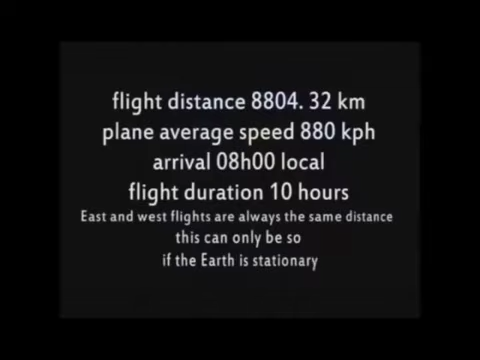 flight distance 8804. 32 km
plane average speed 880 kph
arrival 08h00 local
flight duration 10 hours
East and west flights are always the same distance
this can only be so
if the Earth is stationary